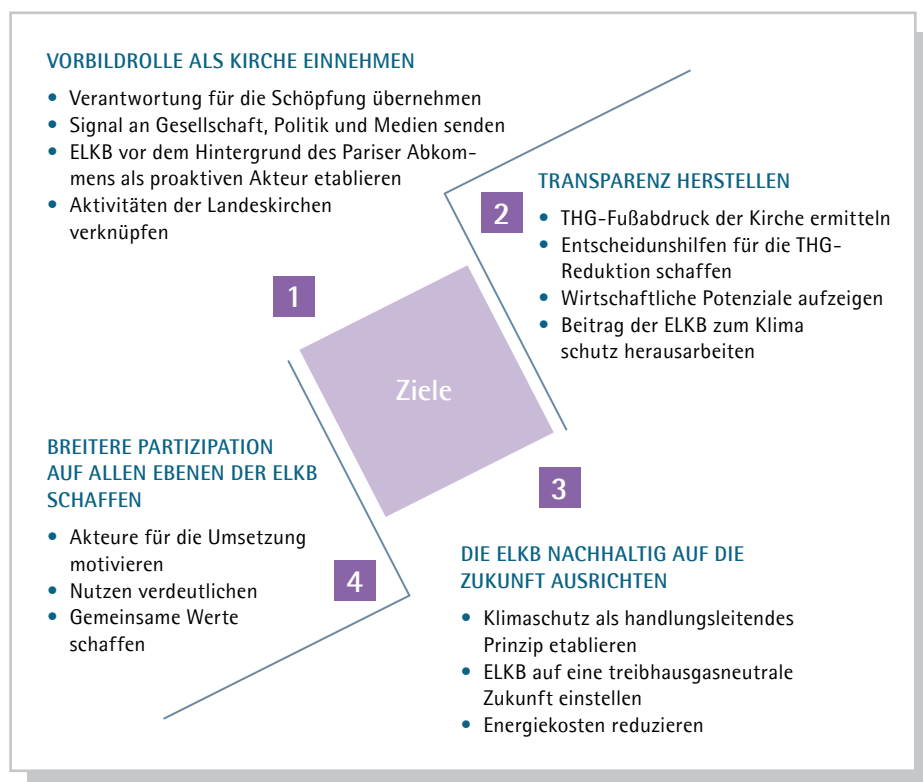 VORBILDROLLE ALS KIRCHE EINNEHMEN
• Verantwortung für die Schöpfung übernehmen
• Signal an Gesellschaft, Politik und Medien senden
• ELKB vor dem Hintergrund des Pariser Abkom-
mens als proaktiven Akteur etablieren
• Aktivitäten der Landeskirchen
verknüpfen
1
2
TRANSPARENZ HERSTELLEN
• THG-Fußabdruck der Kirche ermitteln
• Entscheidunshilfen für die THG-
Reduktion schaffen
• Wirtschaftliche Potenziale aufzeigen
• Beitrag der ELKB zum Klima
schutz herausarbeiten
Ziele
3
DIE ELKB NACHHALTIG AUF DIE
ZUKUNFT AUSRICHTEN
• Klimaschutz als handlungsleitendes
Prinzip etablieren
• ELKB auf eine treibhausgasneutrale
Zukunft einstellen
• Energiekosten reduzieren
BREITERE PARTIZIPATION
AUF ALLEN EBENEN DER ELKB
SCHAFFEN
• Akteure für die Umsetzung
motivieren
• Nutzen verdeutlichen
• Gemeinsame Werte
schaffen
4